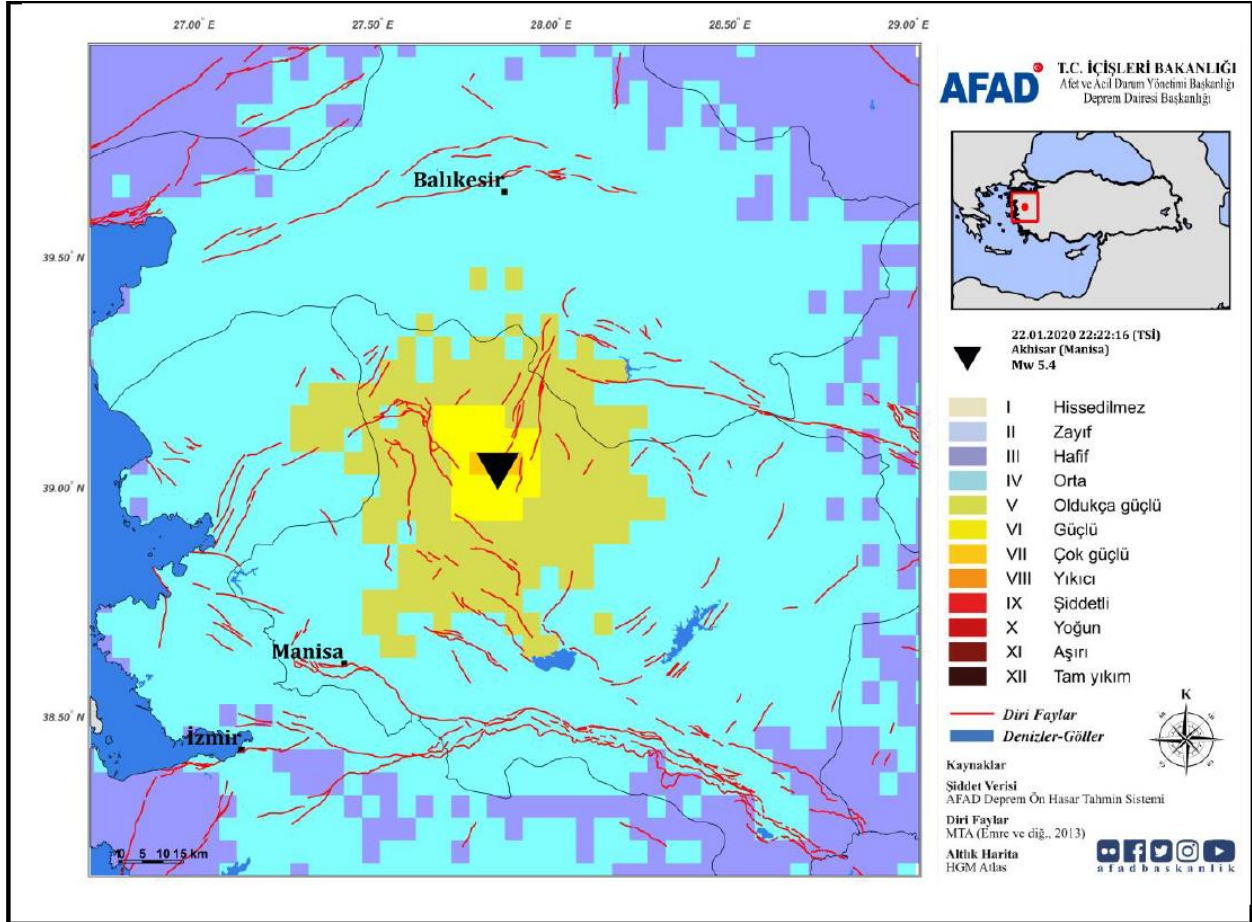 27.00° E
27.50° E
28.00° E
28.50° E
29.00° E
39.50° N
39.00° N
38.50° N
Balıkesir
Manisa
İzmir
0 5 10 15 km
AFAD
T.C. İÇİŞLERİ BAKANLIĞI
Afet ve Acil Durum Yönetimi Başkanlığı
Deprem Dairesi Başkanlığı
22.01.2020 22:22:16 (TSİ)
Akhisar (Manisa)
Mw 5.4
I Hissedilmez
II Zayıf
III Hafif
IV Orta
V Oldukça güçlü
VI Güçlü
VII Çok güçlü
VIII Yıkıcı
IX Şiddetli
X Yoğun
XI Aşırı
XII Tam yıkım
Diri Faylar
Denizler-Göller
K
Kaynaklar
Şiddet Verisi
AFAD Deprem Ön Hasar Tahmin Sistemi
Diri Faylar
MTA (Emre ve diğ., 2013)
Altlık Harita
HGM Atlas
afadbaskanlik